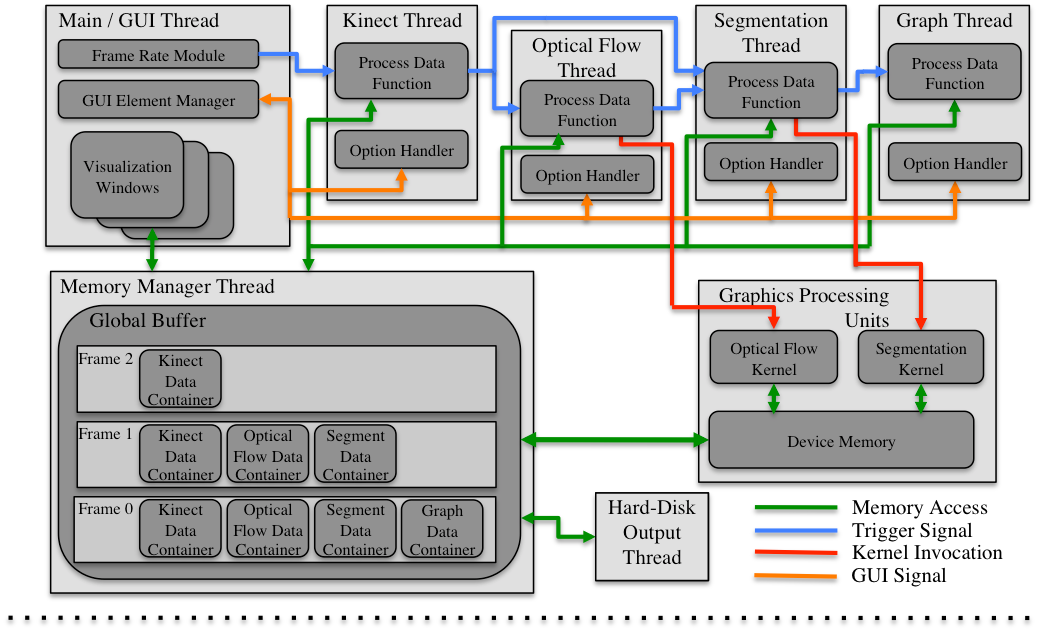 Main / GUI Thread
Frame Rate Module
GUI Element Manager
Visualization
Windows
Kinect Thread
Process Data
Function
Option Handler
Optical Flow
Thread
Process Data
Function
Option Handler
Segmentation
Thread
Process Data
Function
Option Handler
Graph Thread
Process Data
Function
Option Handler
Memory Manager Thread
Global Buffer
Frame 2
Kinect
Data
Container
Frame 1
Kinect
Data
Container
Optical
Flow Data
Container
Segment
Data
Container
Frame 0
Kinect
Data
Container
Optical
Flow Data
Container
Segment
Data
Container
Graph
Data
Container
Graphics Processing
Units
Optical Flow
Kernel
Segmentation
Kernel
Device Memory
Hard-Disk
Output
Thread
Memory Access
Trigger Signal
Kernel Invocation
GUI Signal